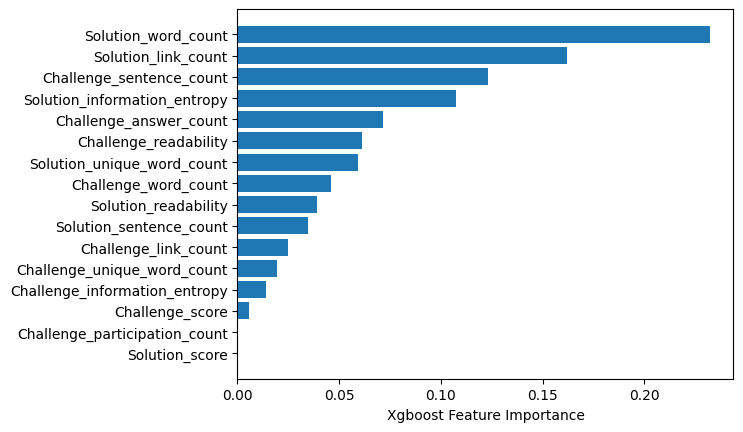 Solution_word_count
Solution_link_count
Challenge_sentence_count
Solution_information_entropy
Challenge_answer_count
Challenge_readability
Solution_unique_word_count
Challenge_word_count
Solution_readability
Solution_sentence_count
Challenge_link_count
Challenge_unique_word_count
Challenge_information_entropy
Challenge_score
Challenge_participation_count
Solution_score
0.00 0.05 0.10 0.15 0.20
Xgboost Feature Importance